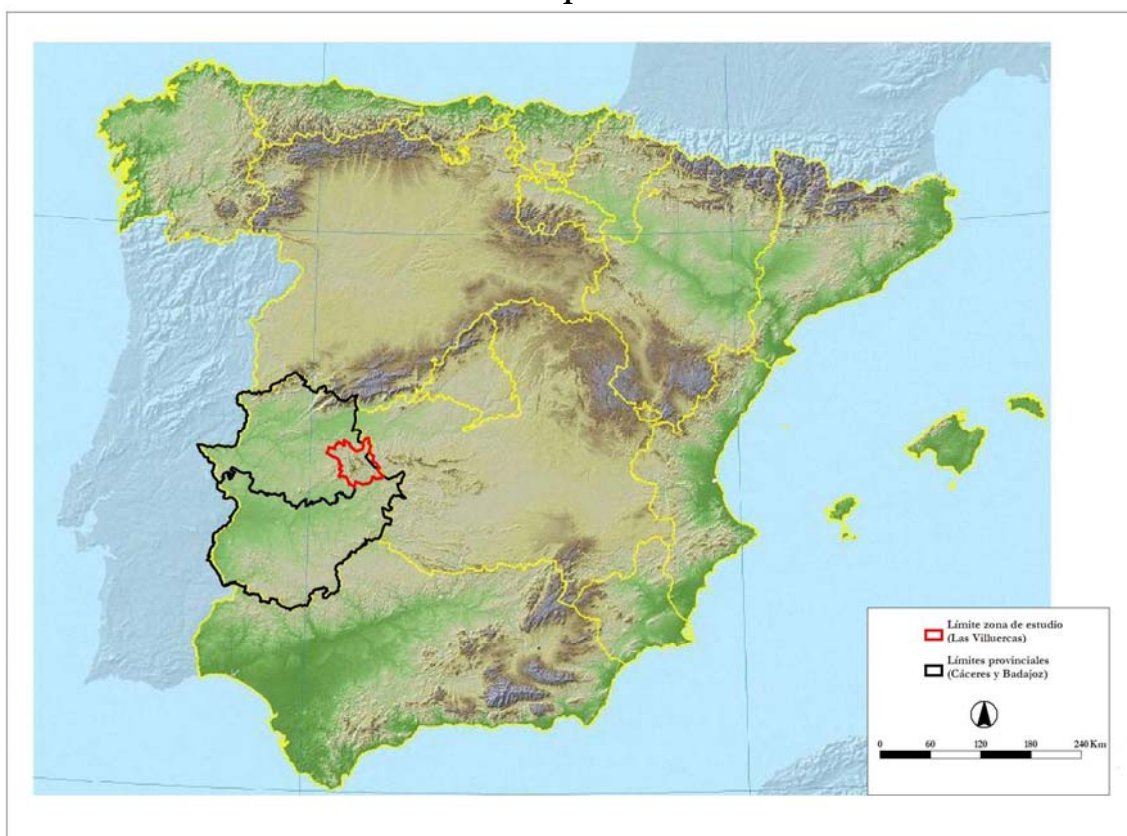 Límite zona de estudio
(Las Villuercas)
Límites provinciales
(Cáceres y Badajoz)
0 60 120 180 240 Km